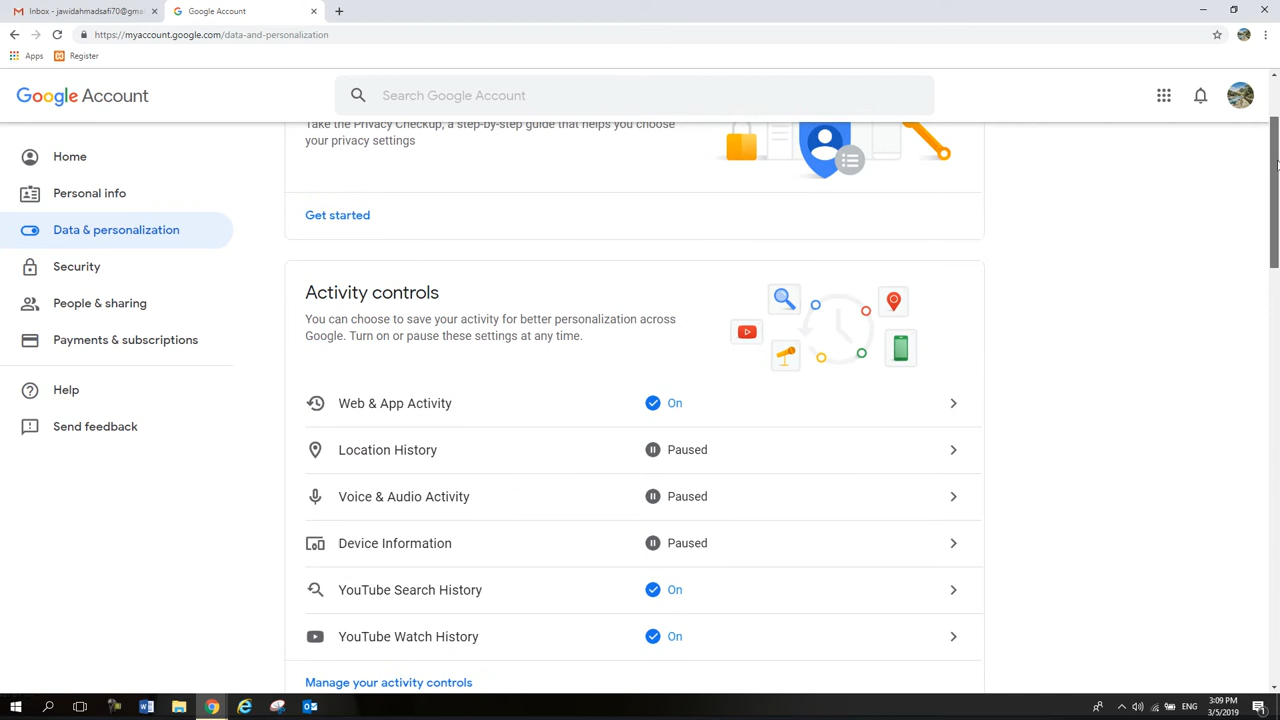 Inbox - jawidahmadsafi70@gma
Google Account
https://myaccount.google.com/data-and-personalization
Apps
Register
Google Account
Search Google Account
Take the Privacy Checkup, a step-by-step guide that helps you choose
your privacy settings
Get started
Home
Personal info
Data & personalization
Security
People & sharing
Payments & subscriptions
Help
Send feedback
Activity controls
You can choose to save your activity for better personalization across
Google. Turn on or pause these settings at any time.
Web & App Activity On
Location History Paused
Voice & Audio Activity Paused
Device Information Paused
YouTube Search History On
YouTube Watch History On
Manage your activity controls
ENG
3:09 PM
3/5/2019